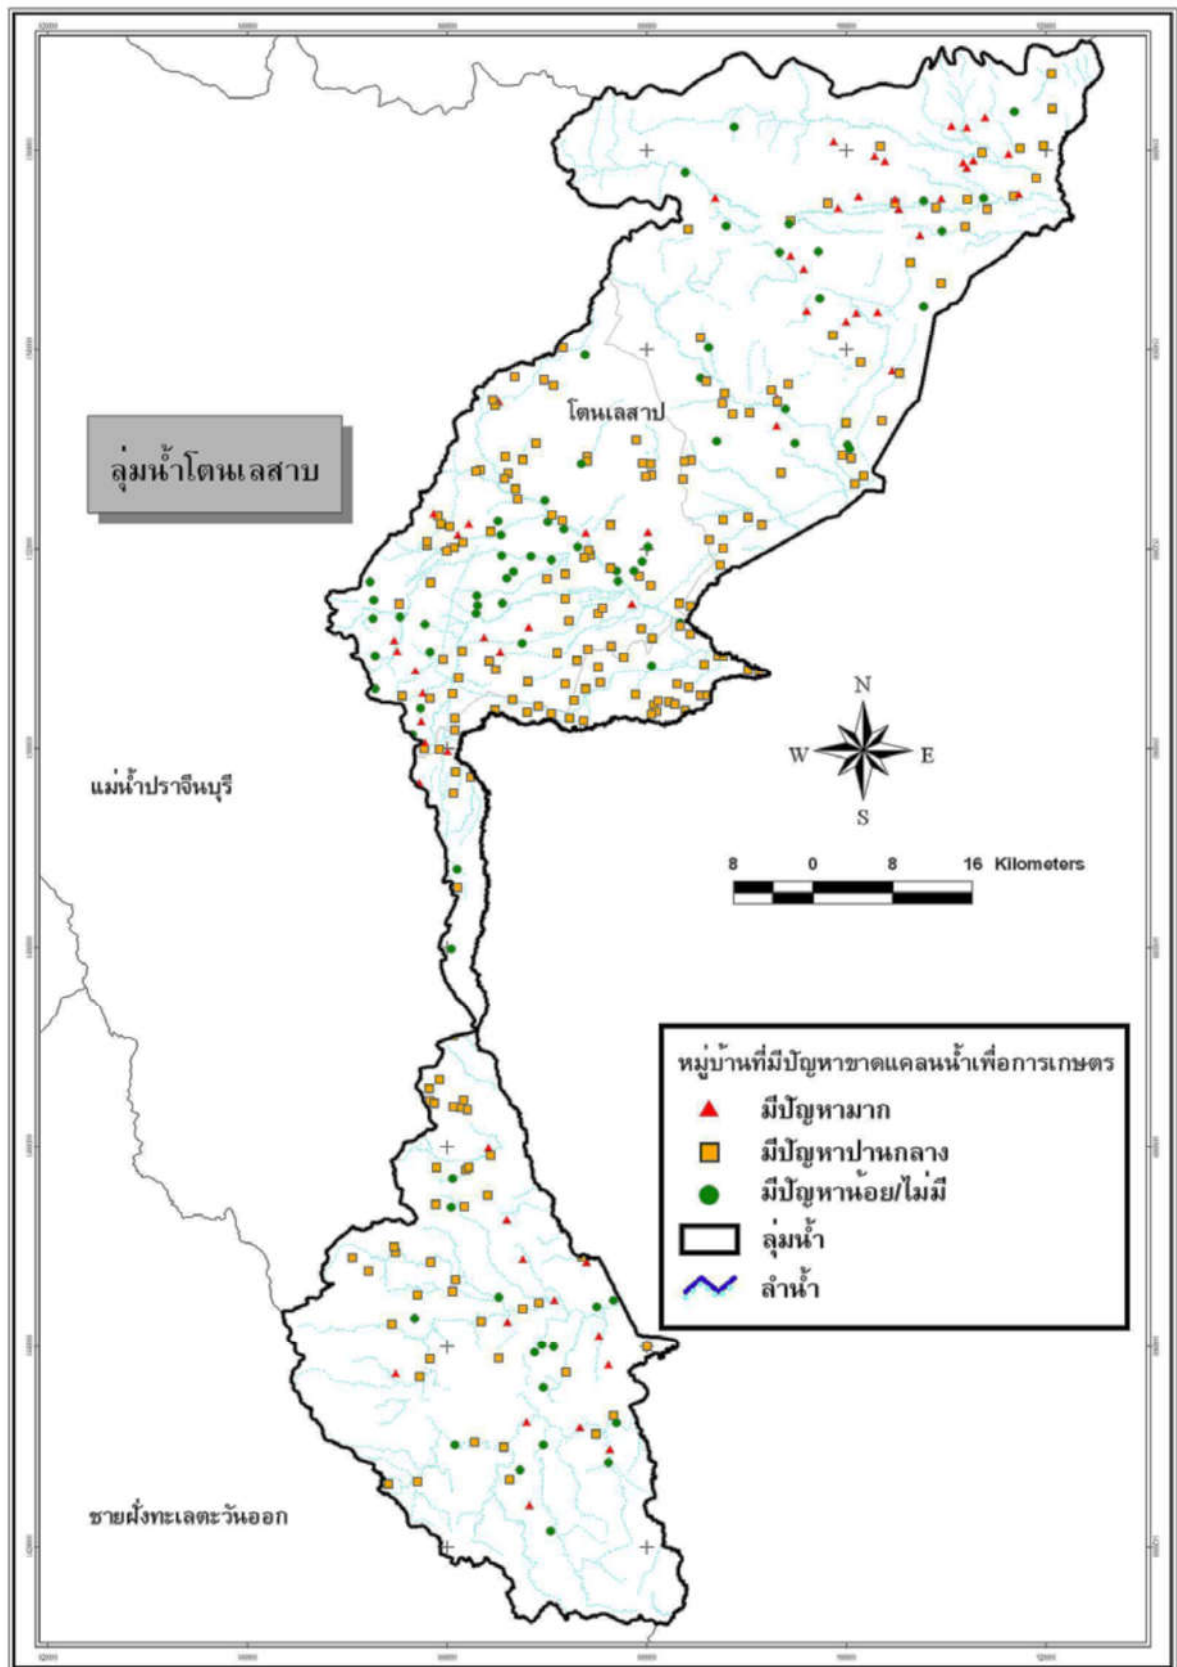 โตนเลสาป
ลุ่มน้ำโตนเลสาบ
N
W E
S
แม่น้ำปราจีนบุรี
8 0 8 16 Kilometers
หมู่บ้านที่มีปัญหาขาดแคลนน้ำเพื่อการเกษตร
มีปัญหามาก
มีปัญหาปานกลาง
มีปัญหาน้อย/ไม่มี
ลุ่มน้ำ
ลำน้ำ
ชายฝั่งทะเลตะวันออก